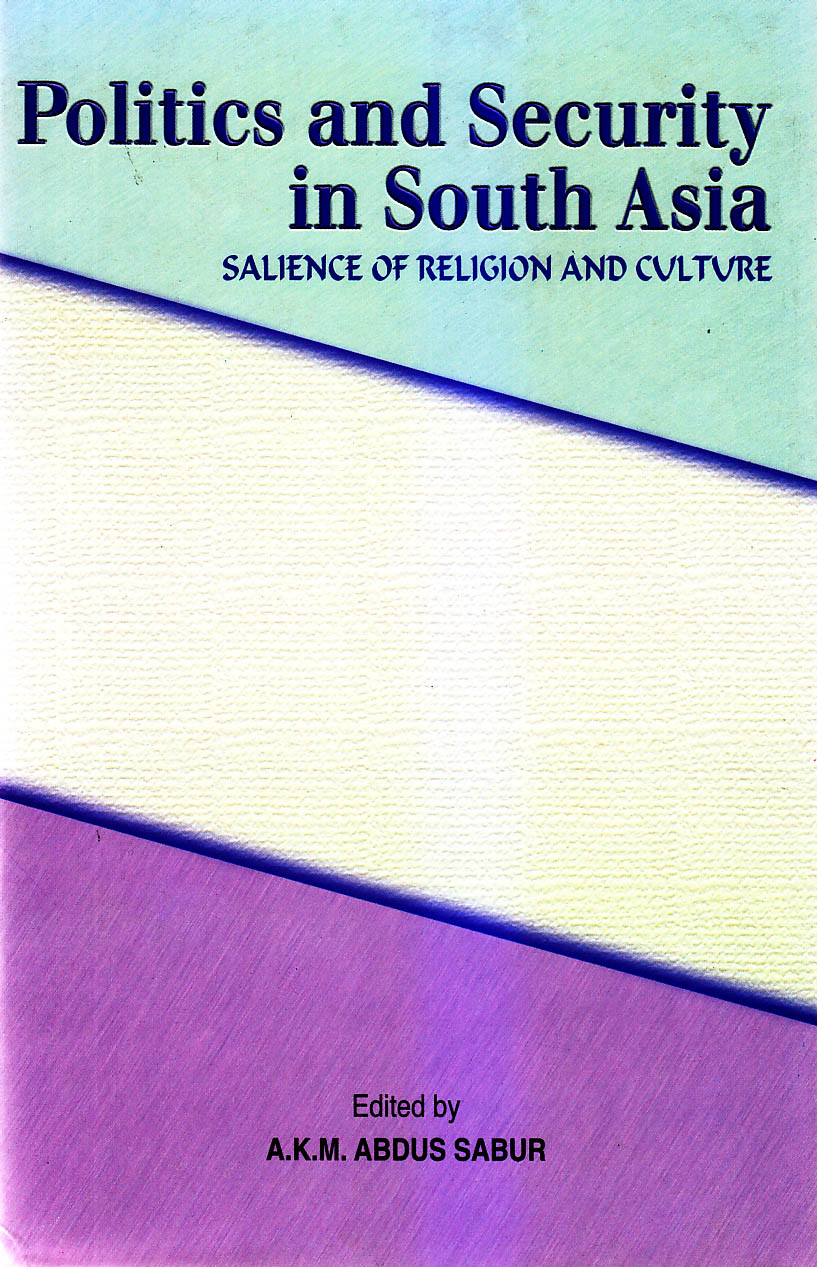 Politics and Security
in South Asia
SALIENCE OF RELIGION AND CULTURE
Edited by
A.K.M. ABDUS SABUR